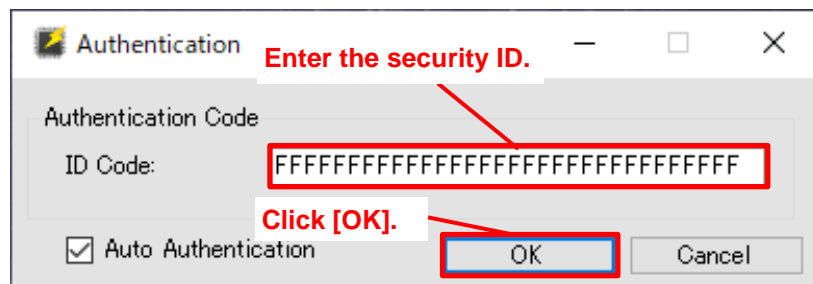 Authentication
Enter the security ID.
Authentication Code
ID Code:
FFFFFFFFFFFFFFFFFFFFFFFFFFFFFFFF
Click [OK].
Auto Authentication
OK
Cancel